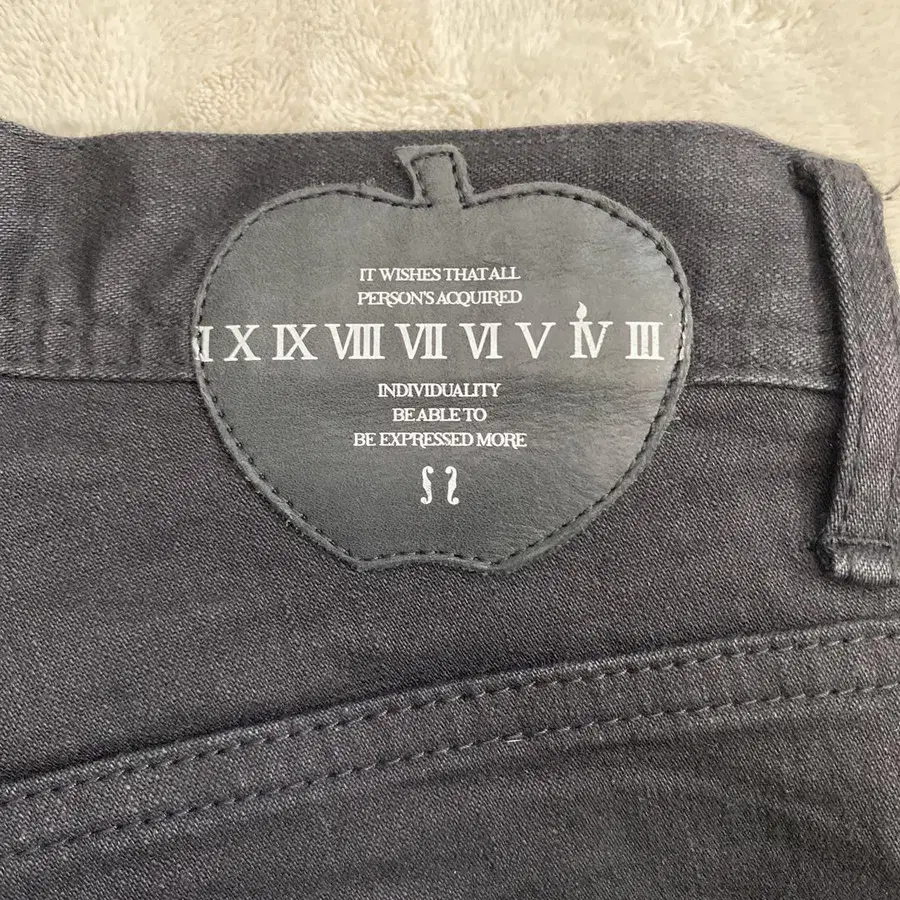 IT WISHES THAT ALL
PERSON'S ACQUIRED
I X IX VIII VII VI V IV III
INDIVIDUALITY
BE ABLE TO
BE EXPRESSED MORE